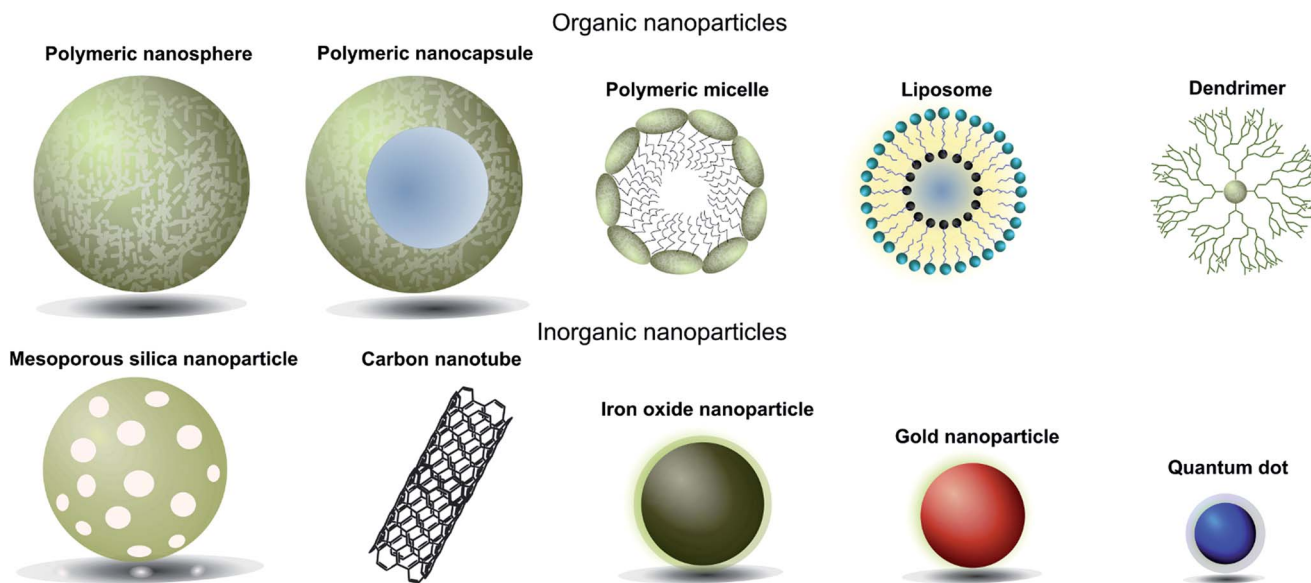 Organic nanoparticles
Polymeric nanosphere
Polymeric nanocapsule
Polymeric micelle
Liposome
Dendrimer
Inorganic nanoparticles
Mesoporous silica nanoparticle
Carbon nanotube
Iron oxide nanoparticle
Gold nanoparticle
Quantum dot